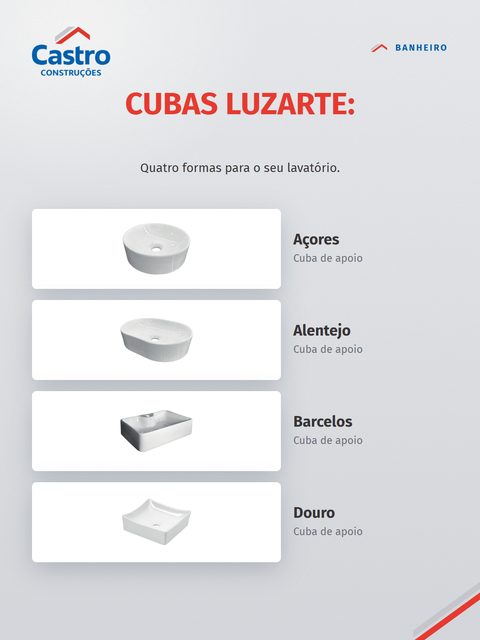 Castro
CONSTRUÇÕES
BANHEIRO
CUBAS LUZARTE:
Quatro formas para o seu lavatório.
Açores
Cuba de apoio
Alentejo
Cuba de apoio
Barcelos
Cuba de apoio
Douro
Cuba de apoio